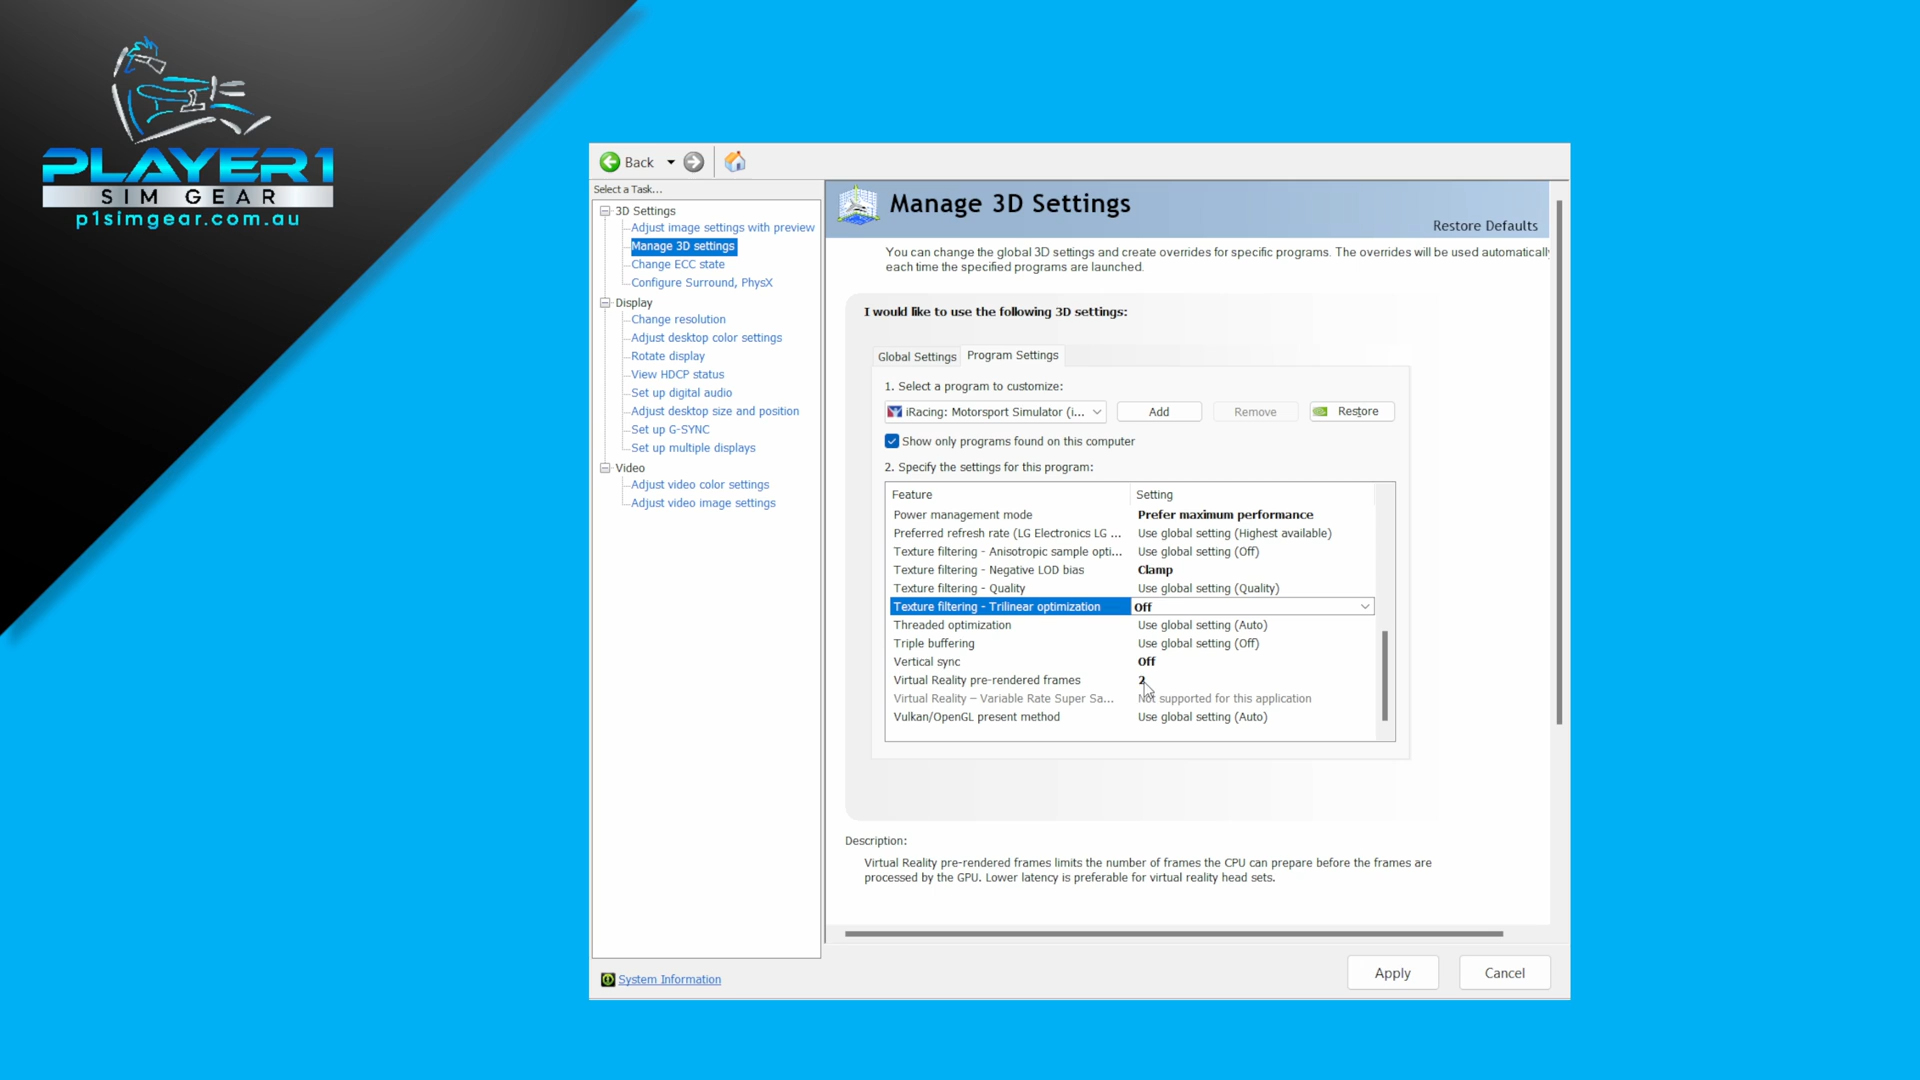 PLAYER1
SIM GEAR
p1simgear.com.au
Back
Select a Task...
3D Settings
Adjust image settings with preview
Manage 3D settings
Change ECC state
Configure Surround, PhysX
Display
Change resolution
Adjust desktop color settings
Rotate display
View HDCP status
Set up digital audio
Adjust desktop size and position
Set up G-SYNC
Set up multiple displays
Video
Adjust video color settings
Adjust video image settings
System Information
Manage 3D Settings
Restore Defaults
You can change the global 3D settings and create overrides for specific programs. The overrides will be used automatically
each time the specified programs are launched.
I would like to use the following 3D settings:
Global Settings Program Settings
1. Select a program to customize:
iRacing: Motorsport Simulator (i... Add Remove Restore
Show only programs found on this computer
2. Specify the settings for this program:
Feature Setting
Power management mode Prefer maximum performance
Preferred refresh rate (LG Electronics LG ... Use global setting (Highest available)
Texture filtering - Anisotropic sample opti... Use global setting (Off)
Texture filtering - Negative LOD bias Clamp
Texture filtering - Quality Use global setting (Quality)
Texture filtering - Trilinear optimization Off
Threaded optimization Use global setting (Auto)
Triple buffering Use global setting (Off)
Vertical sync Off
Virtual Reality pre-rendered frames 2
Virtual Reality – Variable Rate Super Sa... Not supported for this application
Vulkan/OpenGL present method Use global setting (Auto)
Description:
Virtual Reality pre-rendered frames limits the number of frames the CPU can prepare before the frames are
processed by the GPU. Lower latency is preferable for virtual reality head sets.
Apply Cancel